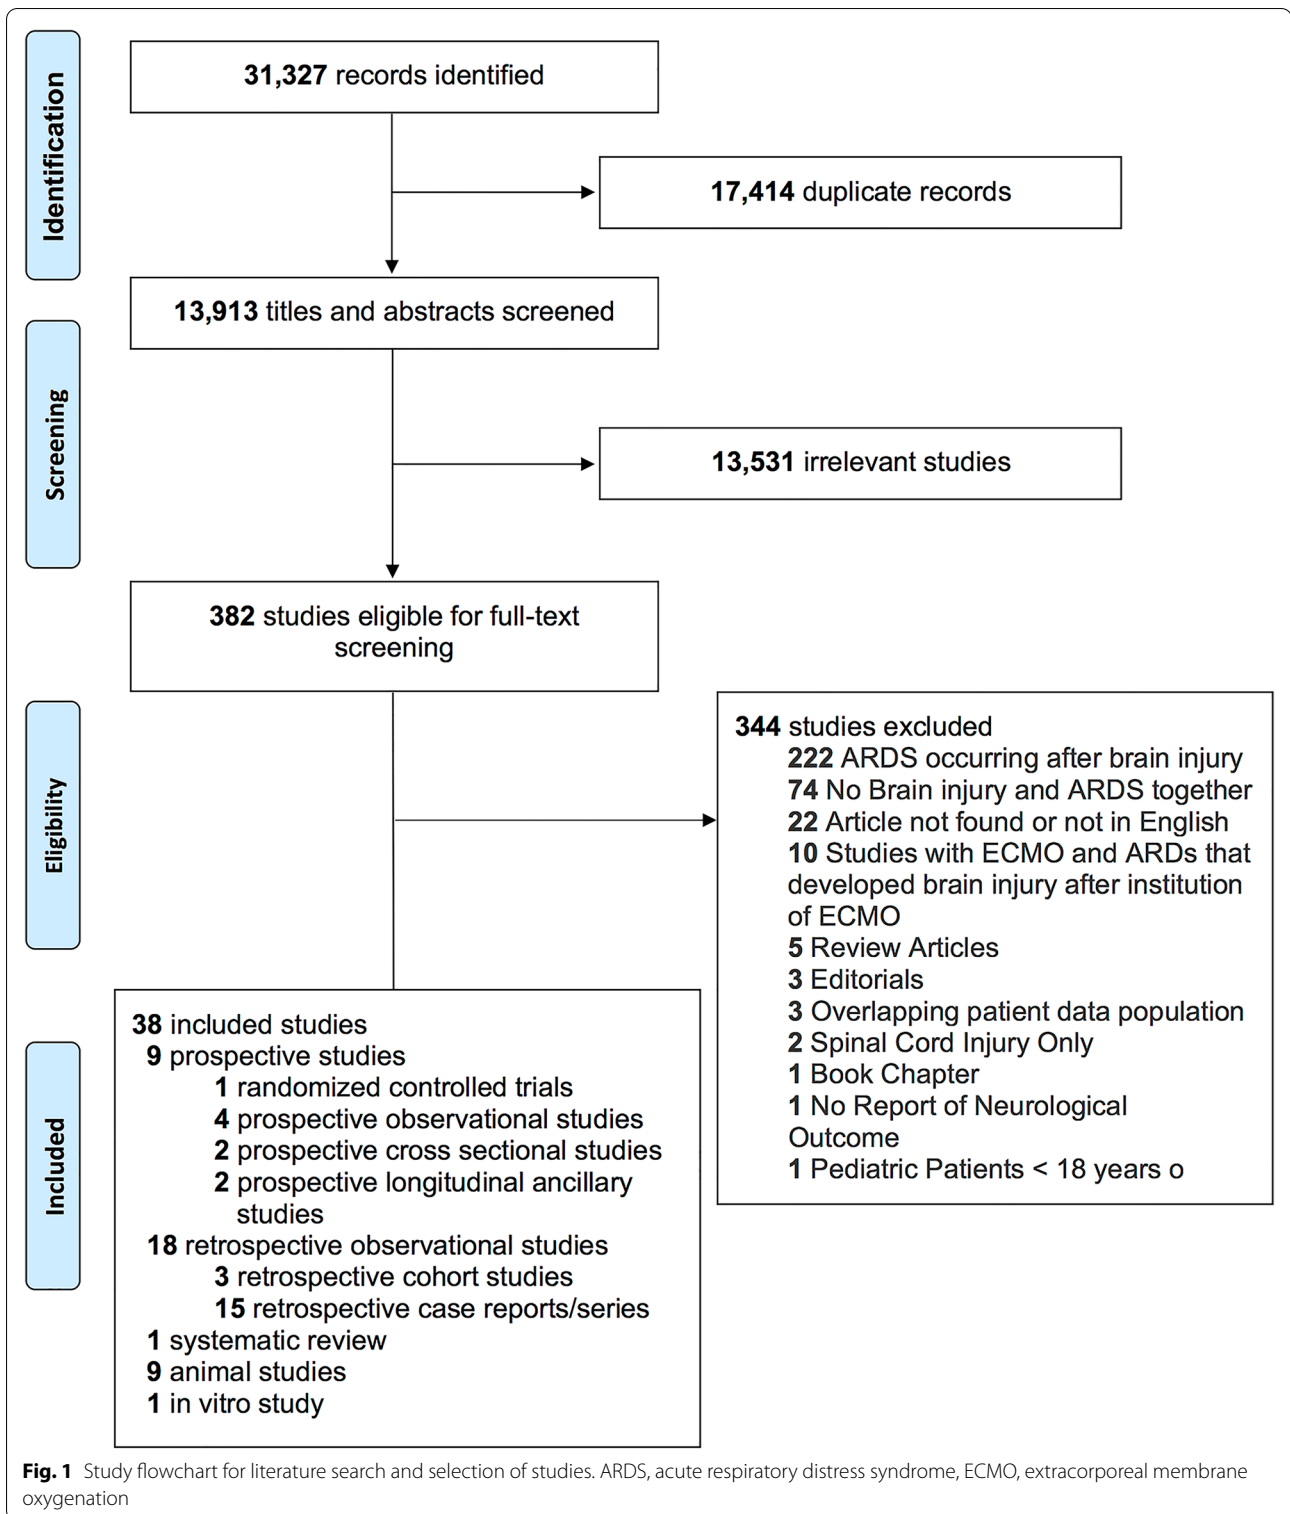 Identification
31,327 records identified
17,414 duplicate records
13,913 titles and abstracts screened
Screening
13,531 irrelevant studies
382 studies eligible for full-text
screening
Eligibility
344 studies excluded
222 ARDS occurring after brain injury
74 No Brain injury and ARDS together
22 Article not found or not in English
10 Studies with ECMO and ARDs that
developed brain injury after institution
of ECMO
5 Review Articles
3 Editorials
3 Overlapping patient data population
2 Spinal Cord Injury Only
1 Book Chapter
1 No Report of Neurological
Outcome
1 Pediatric Patients < 18 years o
Included
38 included studies
9 prospective studies
1 randomized controlled trials
4 prospective observational studies
2 prospective cross sectional studies
2 prospective longitudinal ancillary
studies
18 retrospective observational studies
3 retrospective cohort studies
15 retrospective case reports/series
1 systematic review
9 animal studies
1 in vitro study
Fig. 1 Study flowchart for literature search and selection of studies. ARDS, acute respiratory distress syndrome, ECMO, extracorporeal membrane
oxygenation